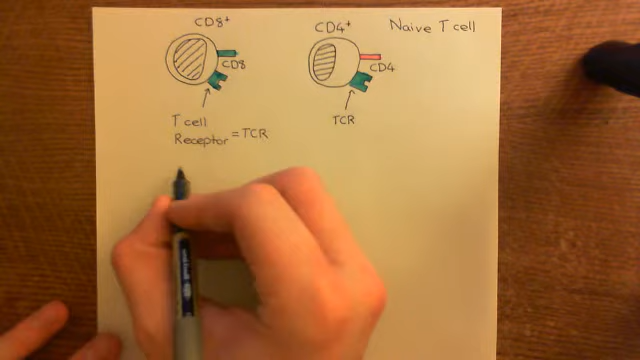 CD8+
CD4+
Naive T cell
CD8
CD4
T cell
Receptor = TCR
TCR